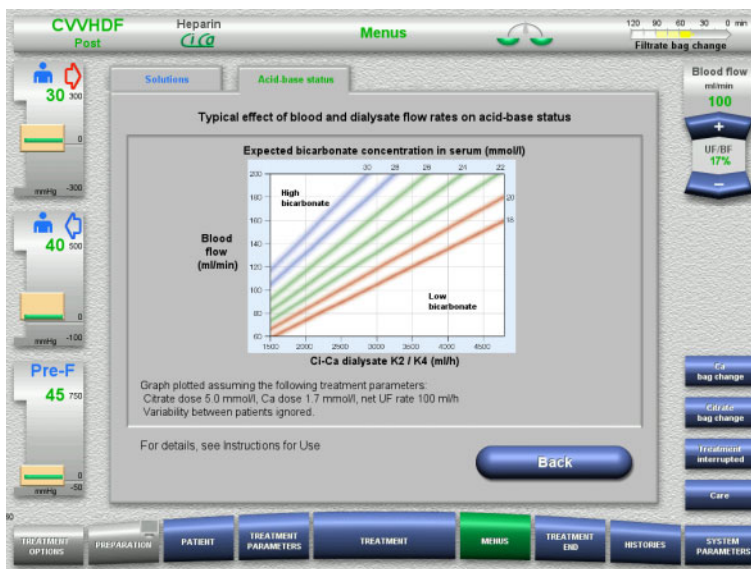 CVVHDF
Post
Heparin
Ci Ca
Menus
120 90 60 30 0 min
Filtrate bag change
30 300
0
mmHg -300
40 500
0
mmHg -100
Pre-F
45 750
0
mmHg -50
Solutions
Acid-base status
Typical effect of blood and dialysate flow rates on acid-base status
Expected bicarbonate concentration in serum (mmol/l)
30 28 26 24 22
200
180
160
140
120
100
80
60
High
bicarbonate
20
18
Blood
flow
(ml/min)
Low
bicarbonate
1500 2000 2500 3000 3500 4000 4500
Ci-Ca dialysate K2 / K4 (ml/h)
Graph plotted assuming the following treatment parameters:
Citrate dose 5.0 mmol/l, Ca dose 1.7 mmol/l, net UF rate 100 ml/h
Variability between patients ignored.
For details, see Instructions for Use
Back
Blood flow
ml/min
100
+
UF/BF
17%
−
Ca
bag change
Citrate
bag change
Treatment
interrupted
Care
TREATMENT
OPTIONS
PREPARATION
PATIENT
TREATMENT
PARAMETERS
TREATMENT
MENUS
TREATMENT
END
HISTORIES
SYSTEM
PARAMETERS